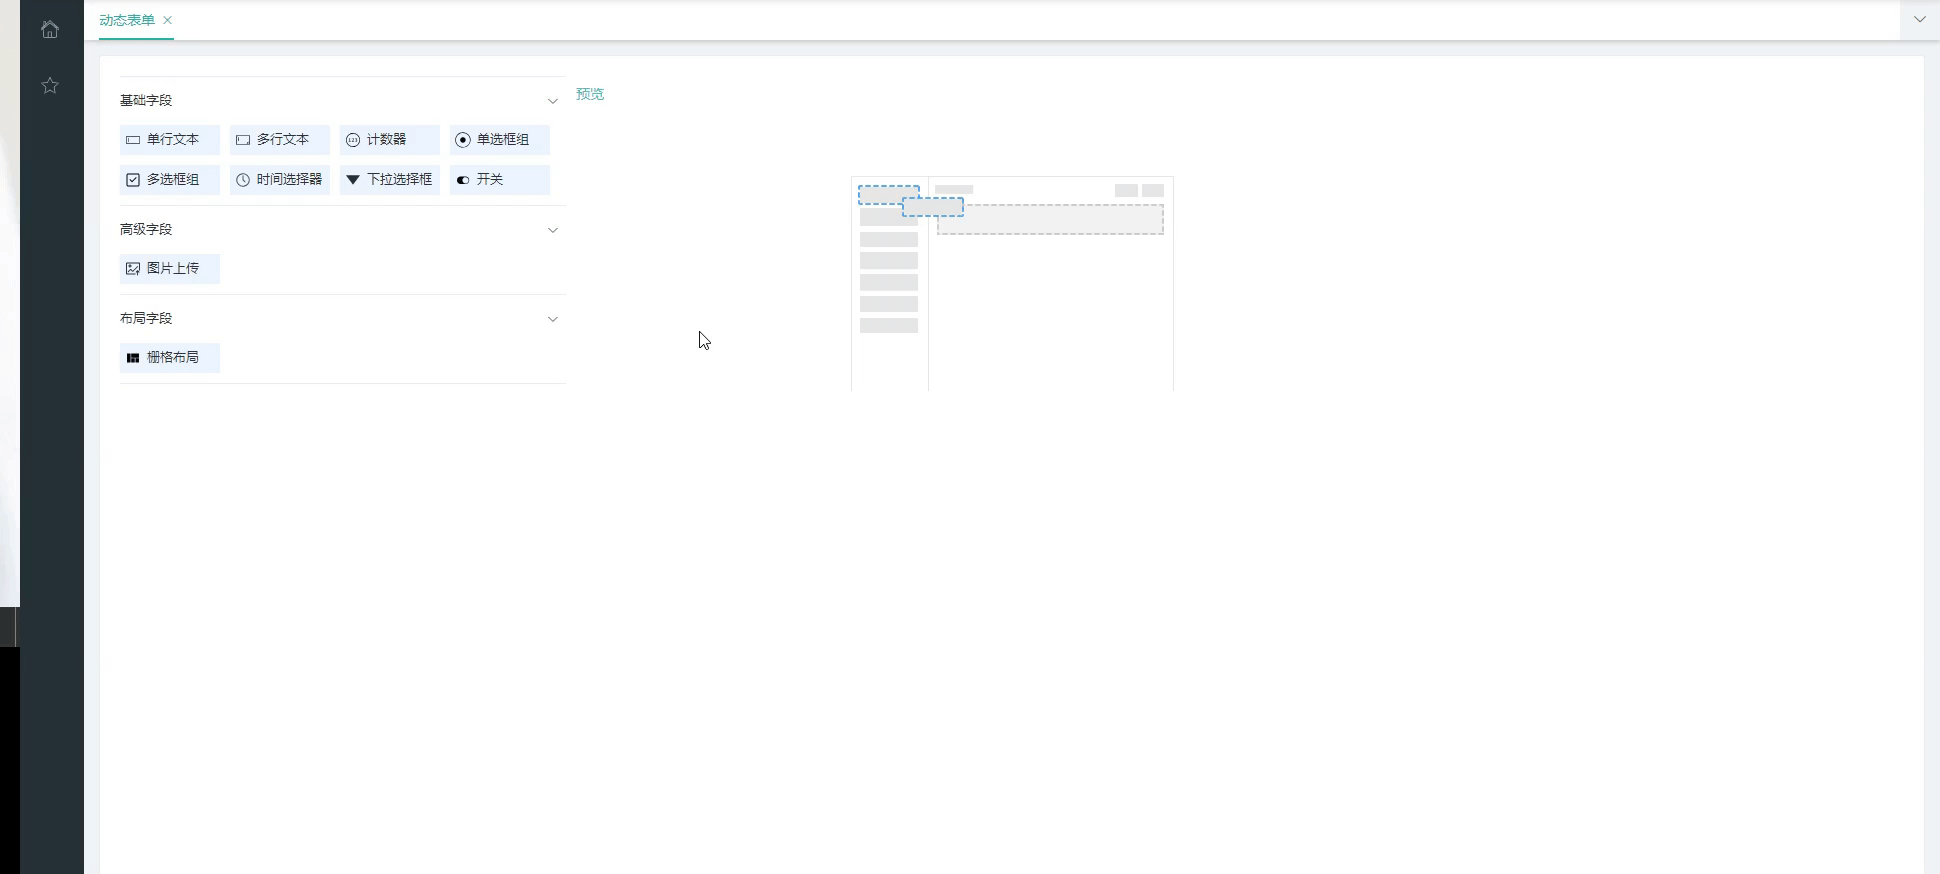 动态表单
基础字段
预览
单行文本 多行文本 计数器 单选框组
多选框组 时间选择器 下拉选择框 开关
高级字段
图片上传
布局字段
栅格布局